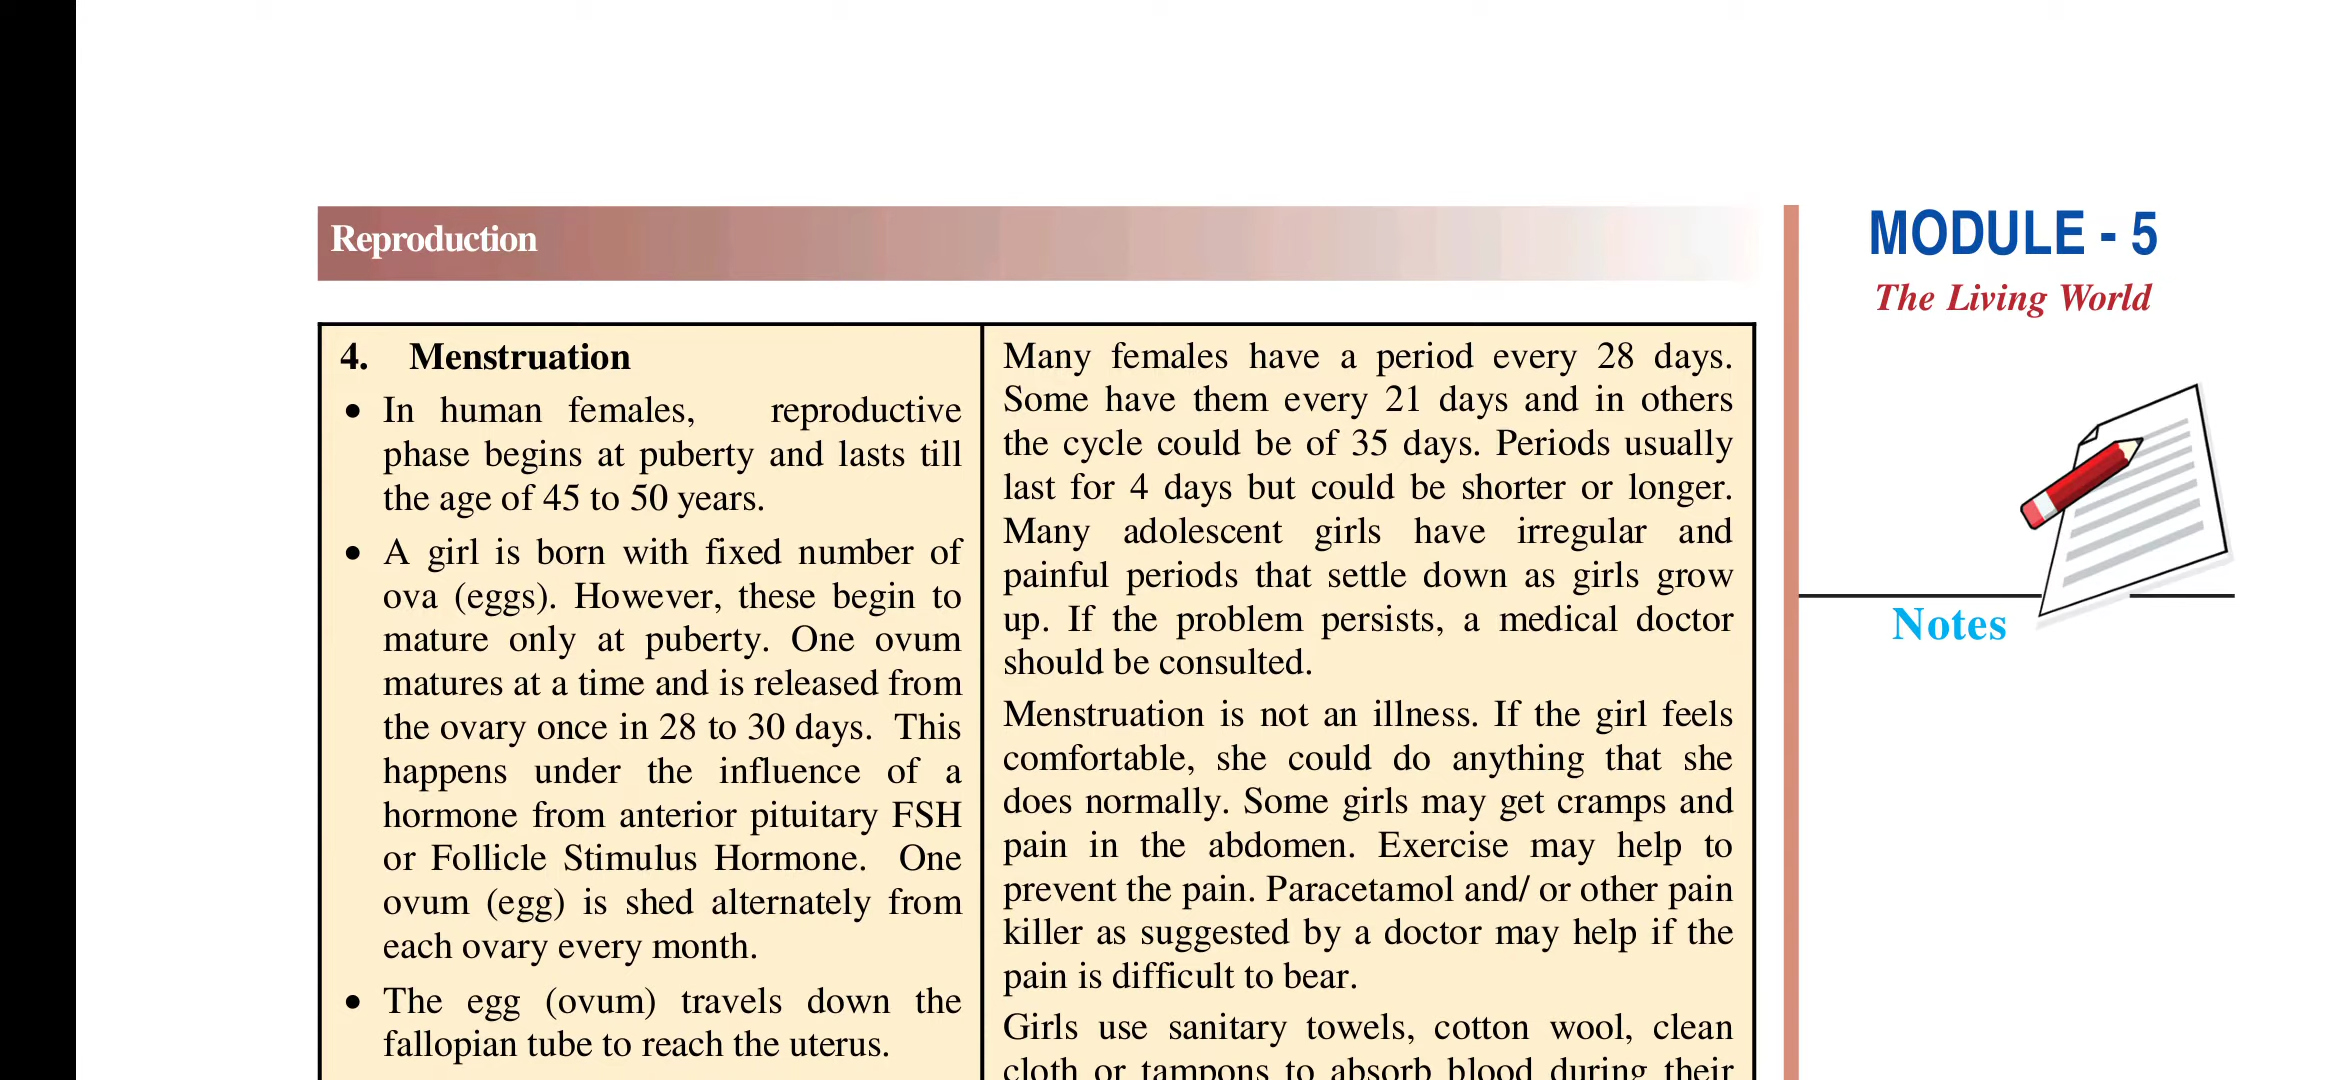 Reproduction
MODULE - 5
The Living World
Notes
4. Menstruation
• In human females, reproductive
phase begins at puberty and lasts till
the age of 45 to 50 years.
• A girl is born with fixed number of
ova (eggs). However, these begin to
mature only at puberty. One ovum
matures at a time and is released from
the ovary once in 28 to 30 days. This
happens under the influence of a
hormone from anterior pituitary FSH
or Follicle Stimulus Hormone. One
ovum (egg) is shed alternately from
each ovary every month.
• The egg (ovum) travels down the
fallopian tube to reach the uterus.
Many females have a period every 28 days.
Some have them every 21 days and in others
the cycle could be of 35 days. Periods usually
last for 4 days but could be shorter or longer.
Many adolescent girls have irregular and
painful periods that settle down as girls grow
up. If the problem persists, a medical doctor
should be consulted.
Menstruation is not an illness. If the girl feels
comfortable, she could do anything that she
does normally. Some girls may get cramps and
pain in the abdomen. Exercise may help to
prevent the pain. Paracetamol and/ or other pain
killer as suggested by a doctor may help if the
pain is difficult to bear.
Girls use sanitary towels, cotton wool, clean
cloth or tampons to absorb blood during their